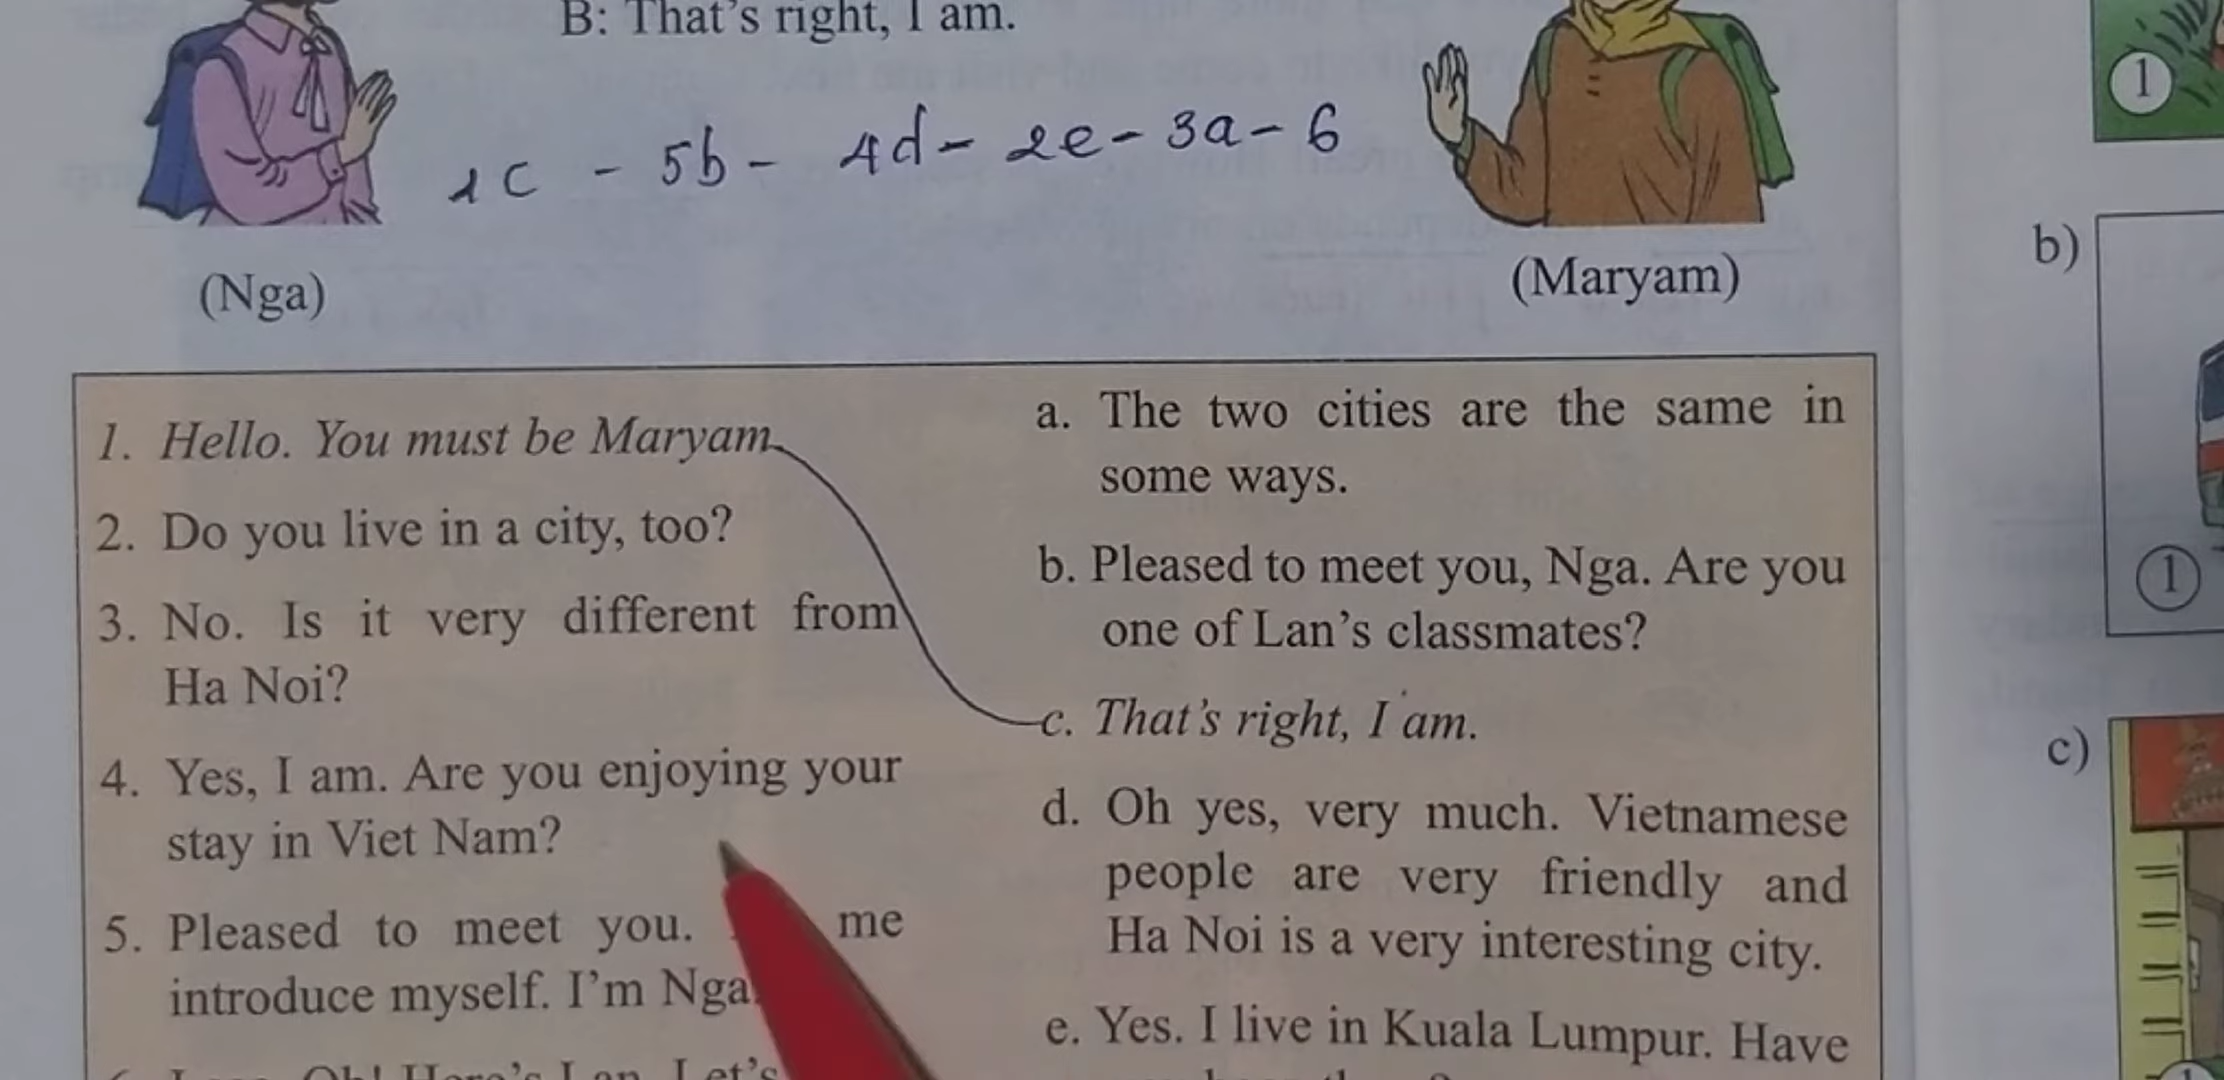 B: That's right, I am.
1c - 5b - 4d - 2e - 3a - 6
(Nga)
(Maryam)
1. Hello. You must be Maryam.
2. Do you live in a city, too?
3. No. Is it very different from
Ha Noi?
4. Yes, I am. Are you enjoying your
stay in Viet Nam?
5. Pleased to meet you. me
introduce myself. I'm Nga.
Oh! Here's Lan. Let's
a. The two cities are the same in
some ways.
b. Pleased to meet you, Nga. Are you
one of Lan's classmates?
c. That's right, I am.
d. Oh yes, very much. Vietnamese
people are very friendly and
Ha Noi is a very interesting city.
e. Yes. I live in Kuala Lumpur. Have
1
b)
1
c)
1